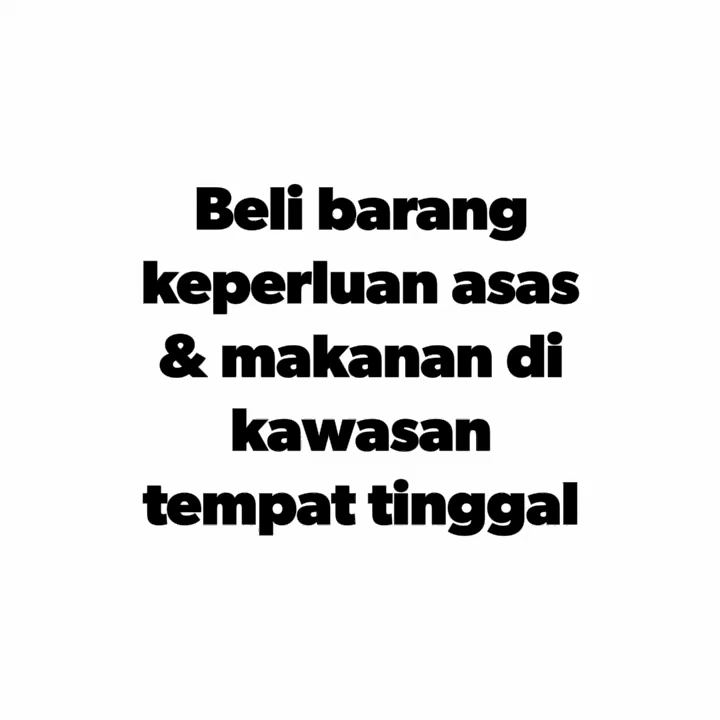 Beli barang
keperluan asas
& makanan di
kawasan
tempat tinggal